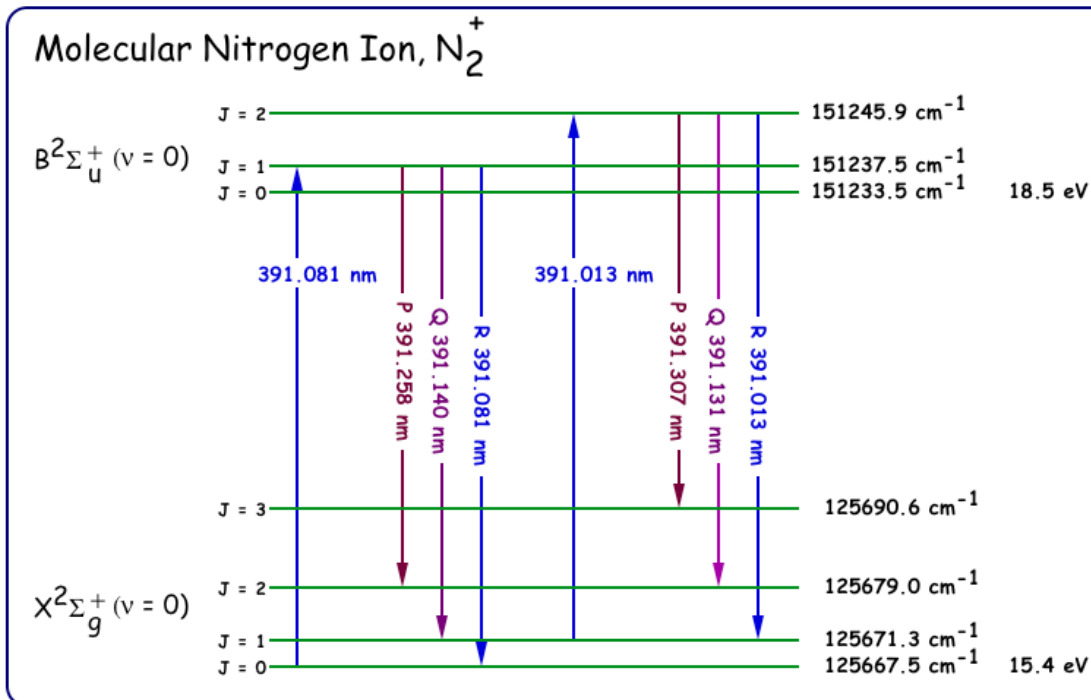 Molecular Nitrogen Ion, N₂⁺
J = 2 151245.9 cm⁻¹
B²Σᵤ⁺ (ν = 0)
J = 1 151237.5 cm⁻¹
J = 0 151233.5 cm⁻¹ 18.5 eV
391.081 nm 391.013 nm
P 391.258 nm
Q 391.140 nm
R 391.081 nm
P 391.307 nm
Q 391.131 nm
R 391.013 nm
J = 3 125690.6 cm⁻¹
J = 2 125679.0 cm⁻¹
X²Σg⁺ (ν = 0)
J = 1 125671.3 cm⁻¹
J = 0 125667.5 cm⁻¹ 15.4 eV